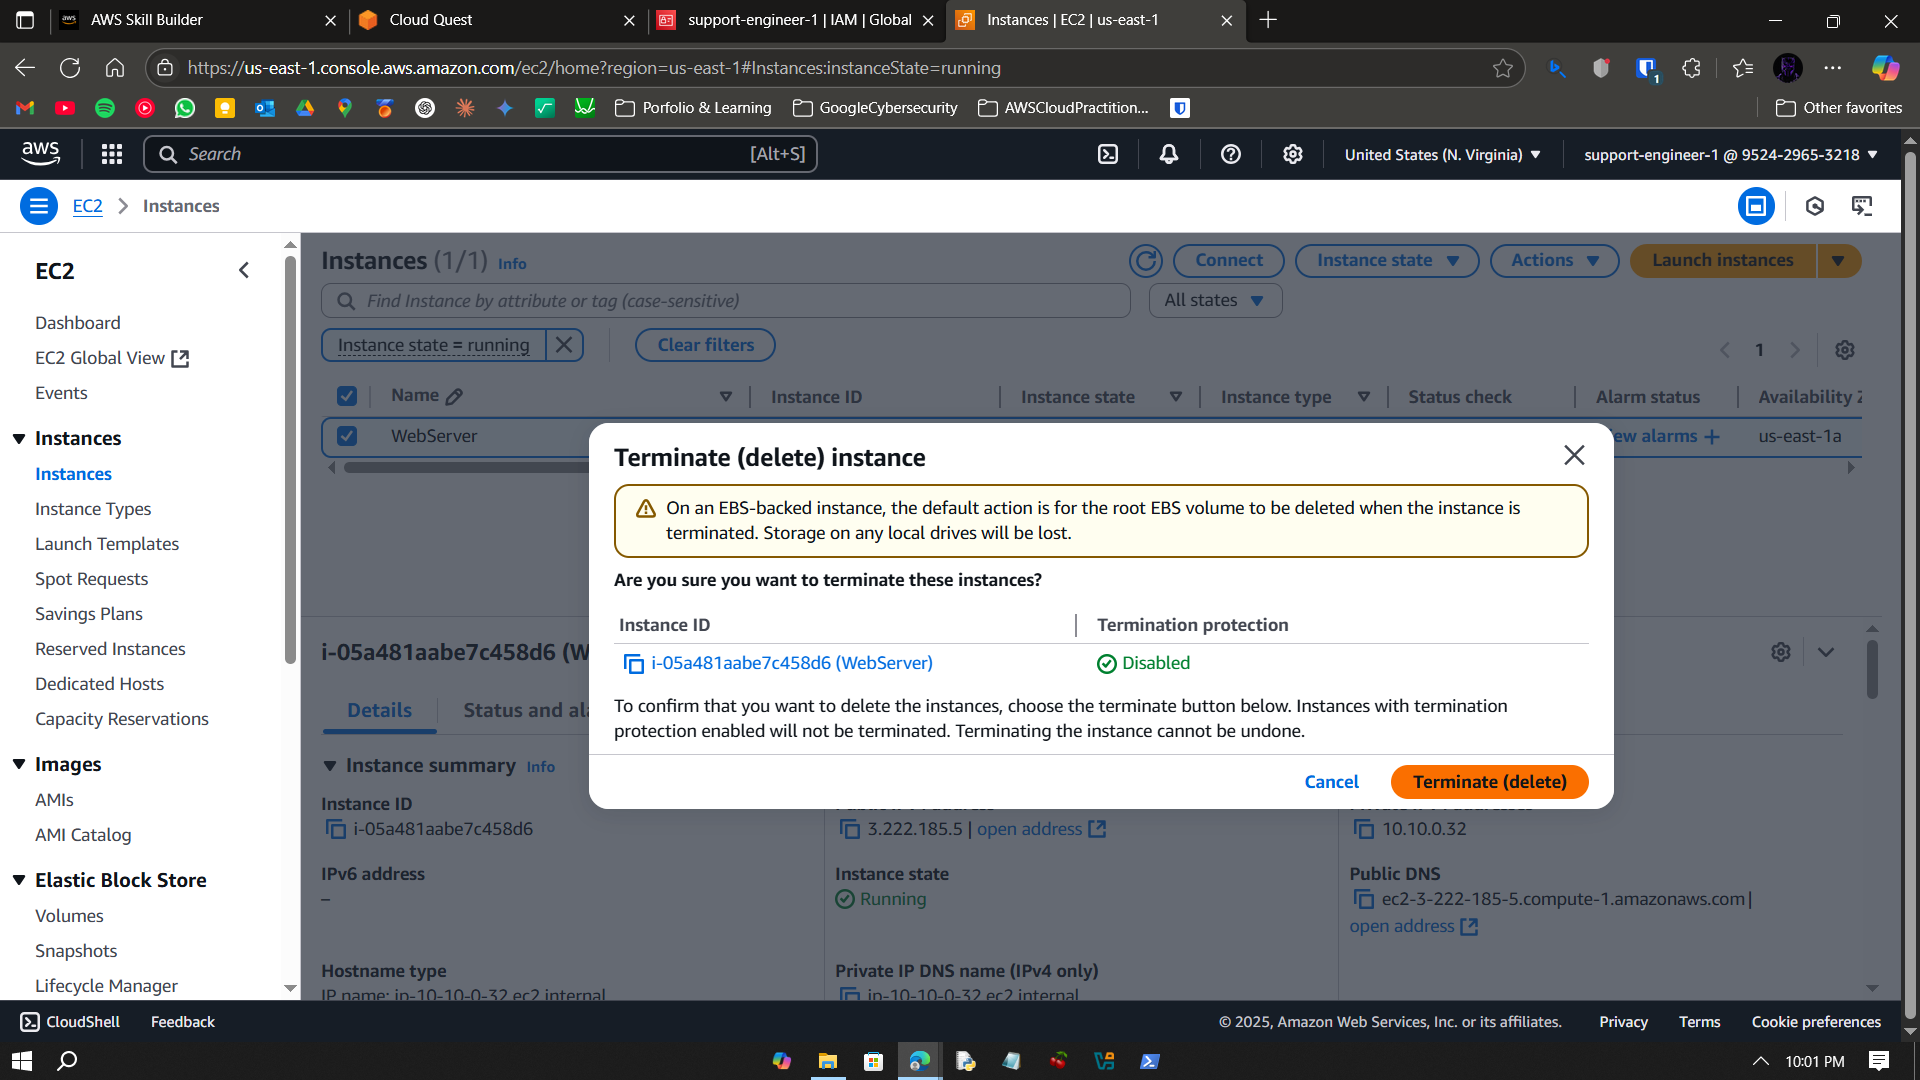 AWS Skill Builder
Cloud Quest
support-engineer-1 | IAM | Global
Instances | EC2 | us-east-1
https://us-east-1.console.aws.amazon.com/ec2/home?region=us-east-1#Instances:instanceState=running
1
Porfolio & Learning
GoogleCybersecurity
AWSCloudPractition...
Other favorites
aws
Search
[Alt+S]
United States (N. Virginia)
support-engineer-1 @ 9524-2965-3218
EC2
Instances
EC2
Dashboard
EC2 Global View
Events
Instances
Instances
Instance Types
Launch Templates
Spot Requests
Savings Plans
Reserved Instances
Dedicated Hosts
Capacity Reservations
Images
AMIs
AMI Catalog
Elastic Block Store
Volumes
Snapshots
Lifecycle Manager
Instances (1/1) Info
Connect
Instance state
Actions
Launch instances
Find Instance by attribute or tag (case-sensitive)
All states
Instance state = running
Clear filters
1
Name
Instance ID
Instance state
Instance type
Status check
Alarm status
Availability Z
WebServer
ew alarms +
us-east-1a
Terminate (delete) instance
On an EBS-backed instance, the default action is for the root EBS volume to be deleted when the instance is
terminated. Storage on any local drives will be lost.
Are you sure you want to terminate these instances?
Instance ID
Termination protection
i-05a481aabe7c458d6 (WebServer)
Disabled
To confirm that you want to delete the instances, choose the terminate button below. Instances with termination
protection enabled will not be terminated. Terminating the instance cannot be undone.
Cancel
Terminate (delete)
i-05a481aabe7c458d6 (W
Details
Status and ala
Instance summary Info
Instance ID
i-05a481aabe7c458d6
3.222.185.5 | open address
10.10.0.32
IPv6 address
–
Instance state
Running
Public DNS
ec2-3-222-185-5.compute-1.amazonaws.com |
open address
Hostname type
IP name: ip-10-10-0-32.ec2.internal
Private IP DNS name (IPv4 only)
ip-10-10-0-32.ec2.internal
CloudShell
Feedback
© 2025, Amazon Web Services, Inc. or its affiliates.
Privacy
Terms
Cookie preferences
10:01 PM